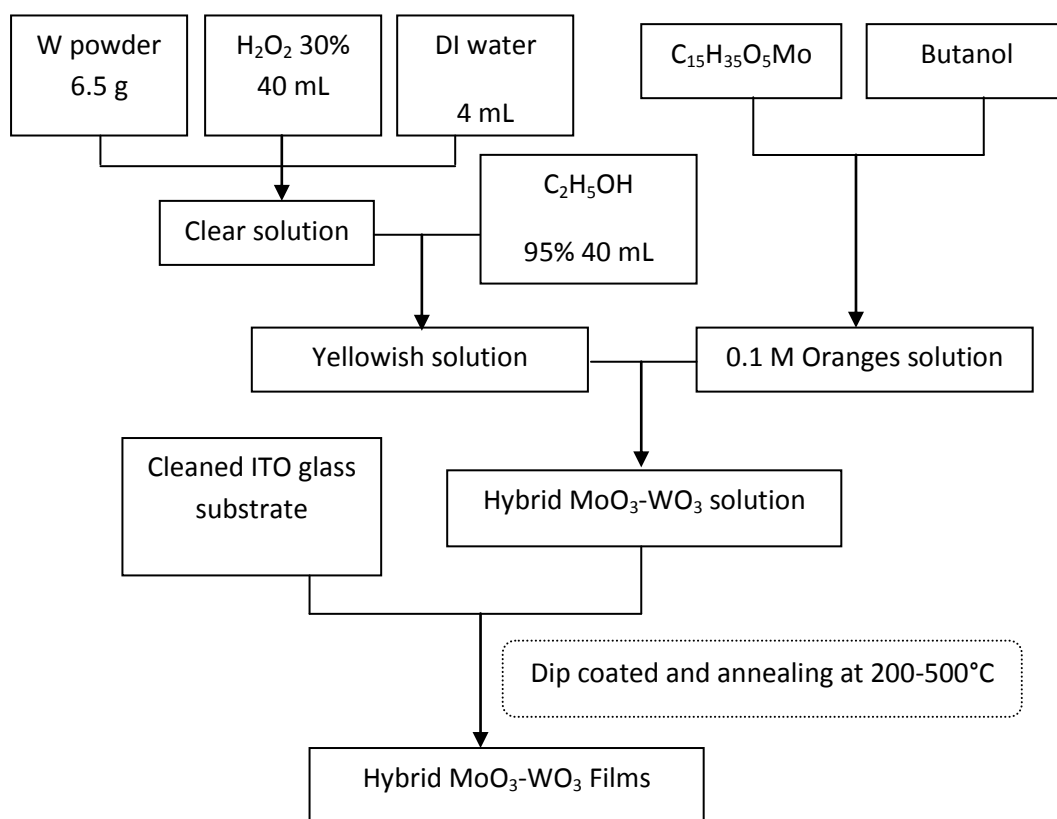 W powder
6.5 g
H₂O₂ 30%
40 mL
DI water
4 mL
C₁₅H₃₅O₅Mo
Butanol
C₂H₅OH
95% 40 mL
Clear solution
Yellowish solution
0.1 M Oranges solution
Cleaned ITO glass
substrate
Hybrid MoO₃-WO₃ solution
Dip coated and annealing at 200-500°C
Hybrid MoO₃-WO₃ Films